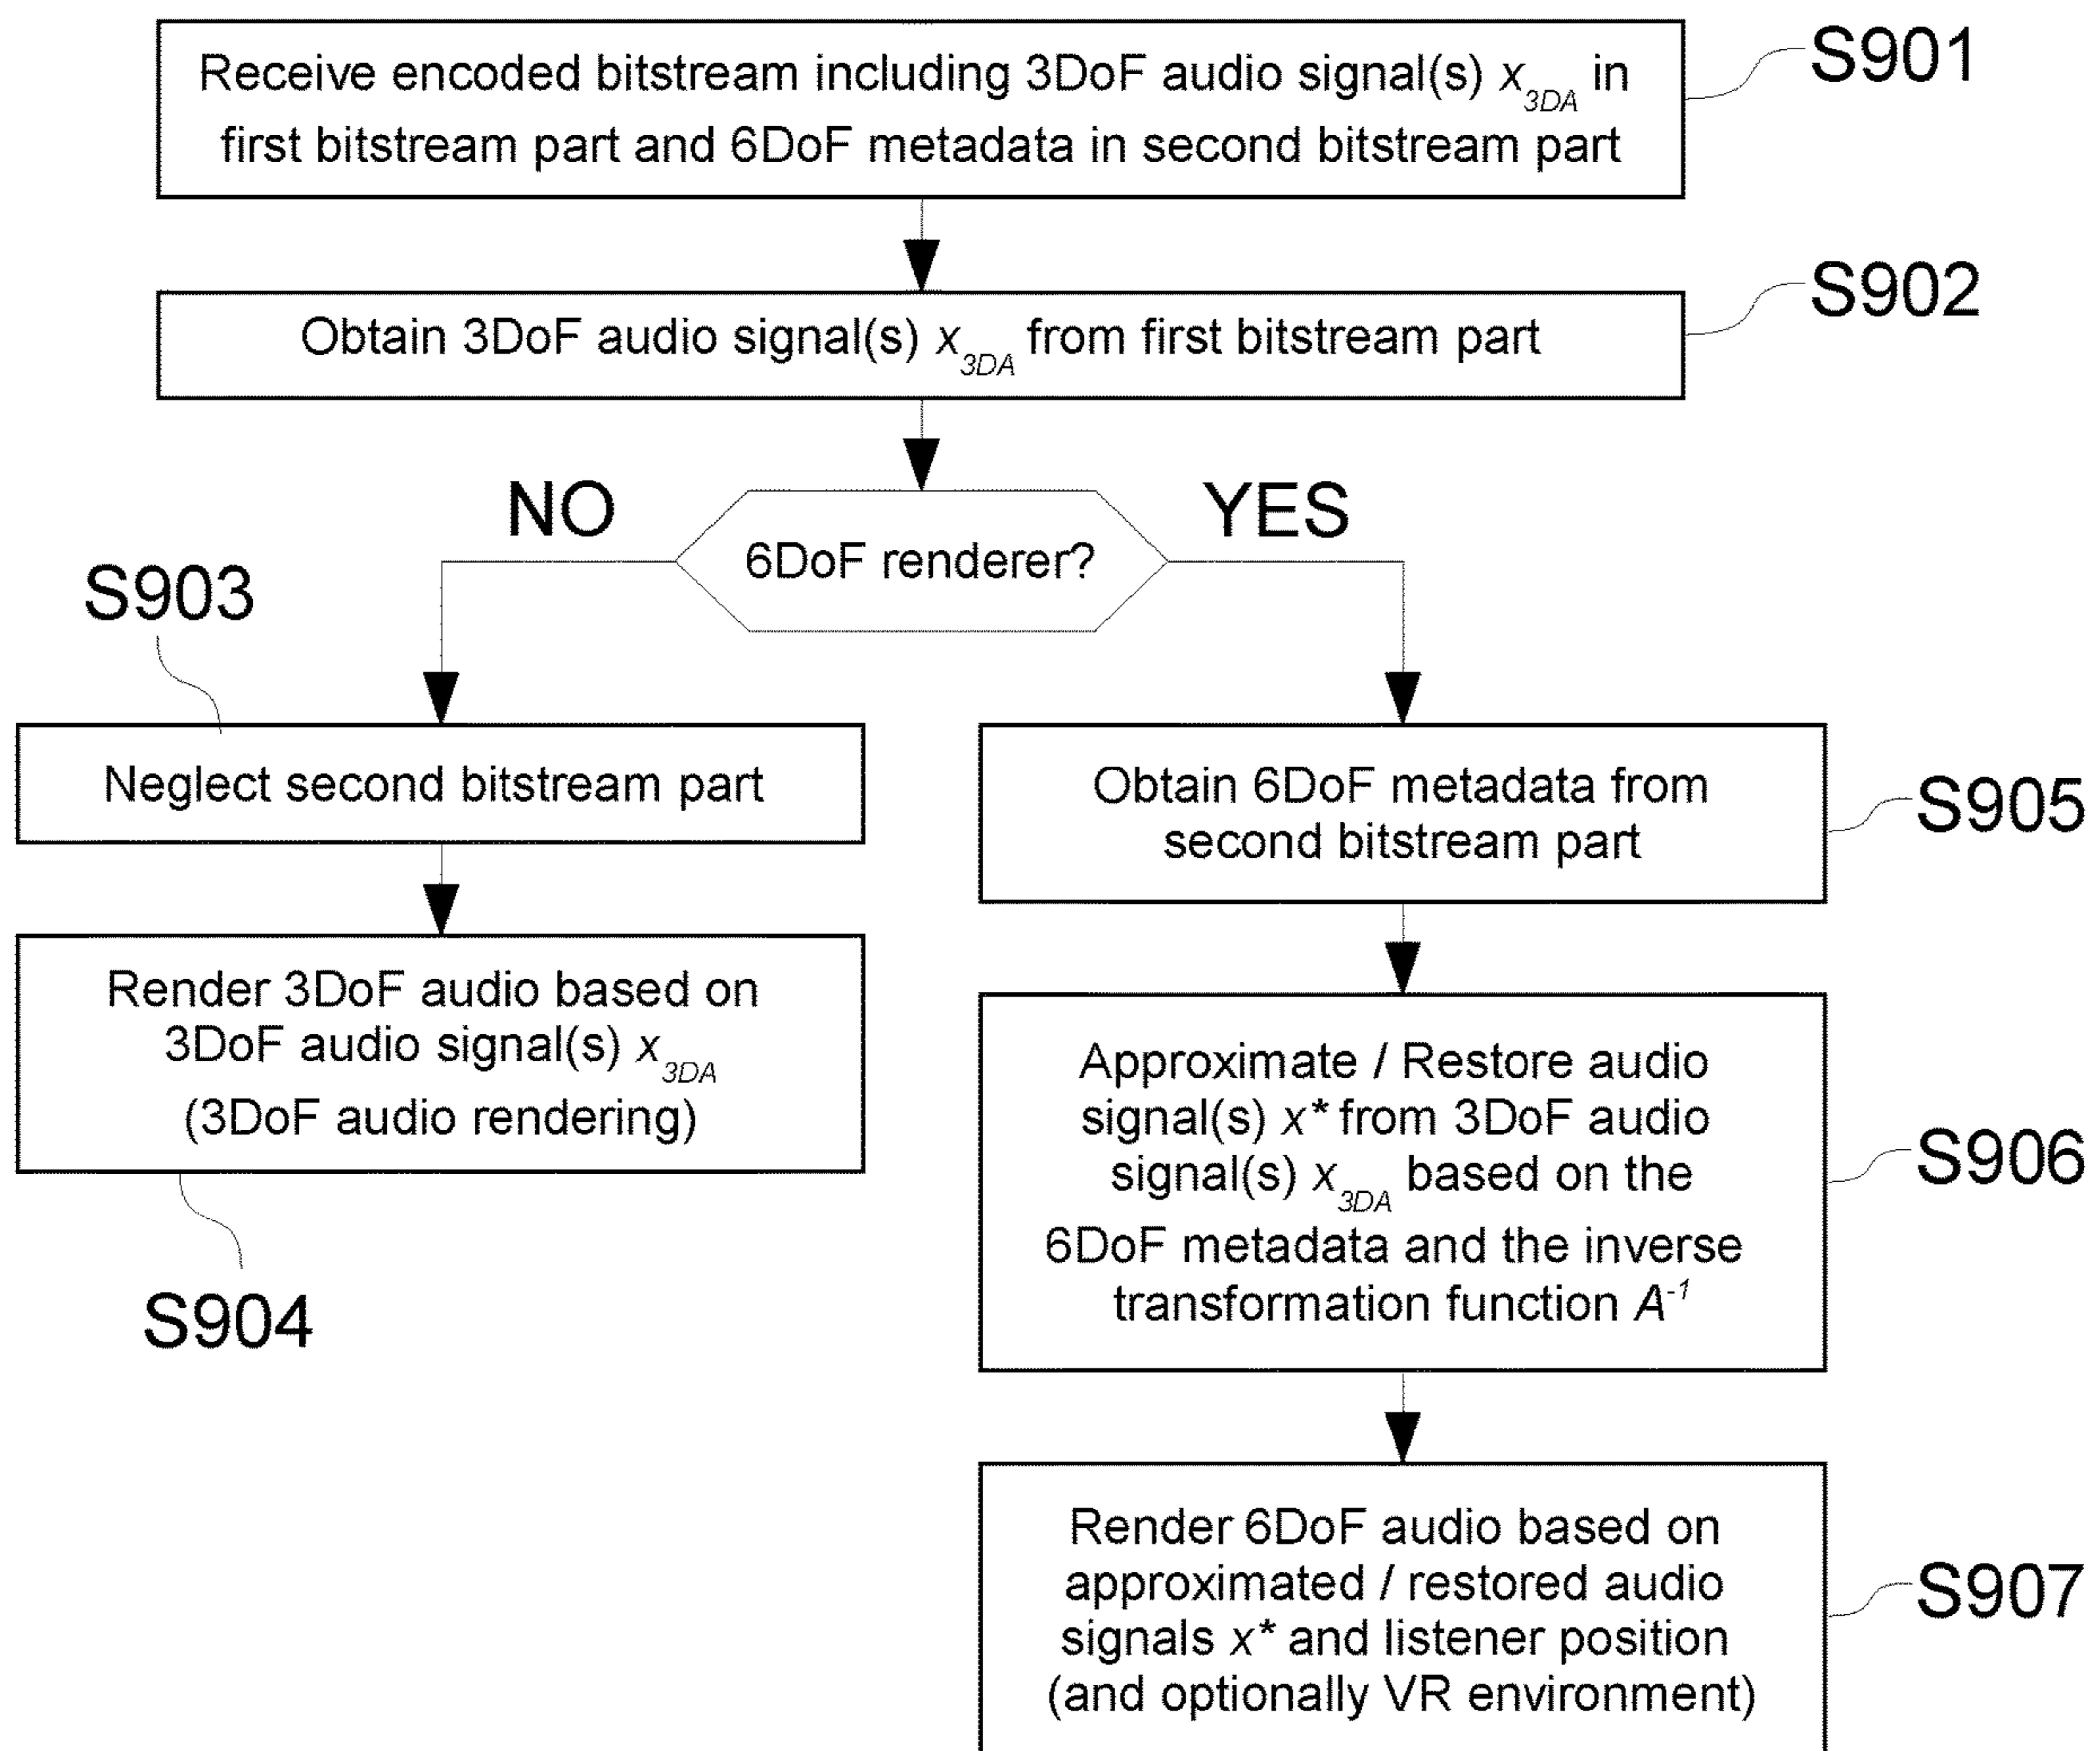 Receive encoded bitstream including 3DoF audio signal(s) x3DA in
first bitstream part and 6DoF metadata in second bitstream part
S901
Obtain 3DoF audio signal(s) x3DA from first bitstream part
S902
6DoF renderer?
NO
YES
S903
Neglect second bitstream part
Render 3DoF audio based on
3DoF audio signal(s) x3DA
(3DoF audio rendering)
S904
Obtain 6DoF metadata from
second bitstream part
S905
Approximate / Restore audio
signal(s) x* from 3DoF audio
signal(s) x3DA based on the
6DoF metadata and the inverse
transformation function A-1
S906
Render 6DoF audio based on
approximated / restored audio
signals x* and listener position
(and optionally VR environment)
S907